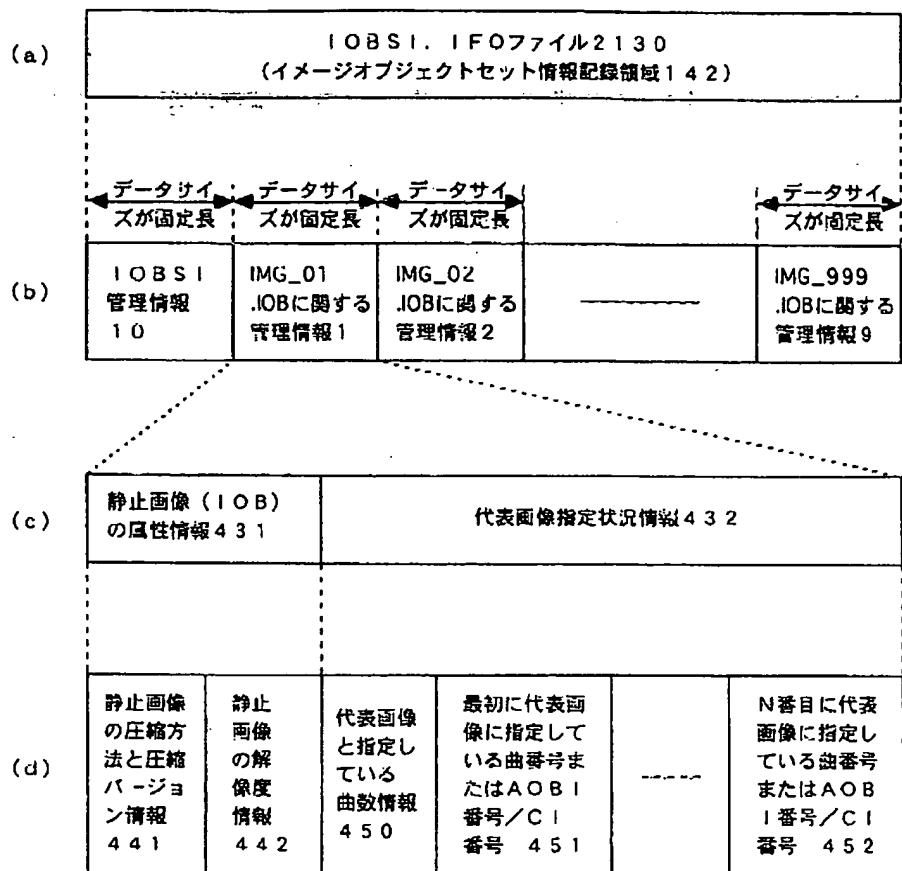 (a)
IOBSI. IFOファイル2130
(イメージオブジェクトセット情報記録領域142)
データサイ
ズが固定長
データサイ
ズが固定長
データサイ
ズが固定長
データサイ
ズが固定長
(b)
IOBSI
管理情報
10
IMG_01
.IOBに関する
管理情報1
IMG_02
.IOBに関する
管理情報2
IMG_999
.IOBに関する
管理情報9
(c)
静止画像(IOB)
の属性情報431
代表画像指定状況情報432
(d)
静止画像
の圧縮方
法と圧縮
バージョ
ン情報
441
静止
画像
の解
像度
情報
442
代表画像
と指定し
ている
曲数情報
450
最初に代表画
像に指定して
いる曲番号ま
たはAOBI
番号/CI
番号 451
N番目に代表
画像に指定し
ている曲番号
またはAOB
I番号/CI
番号 452